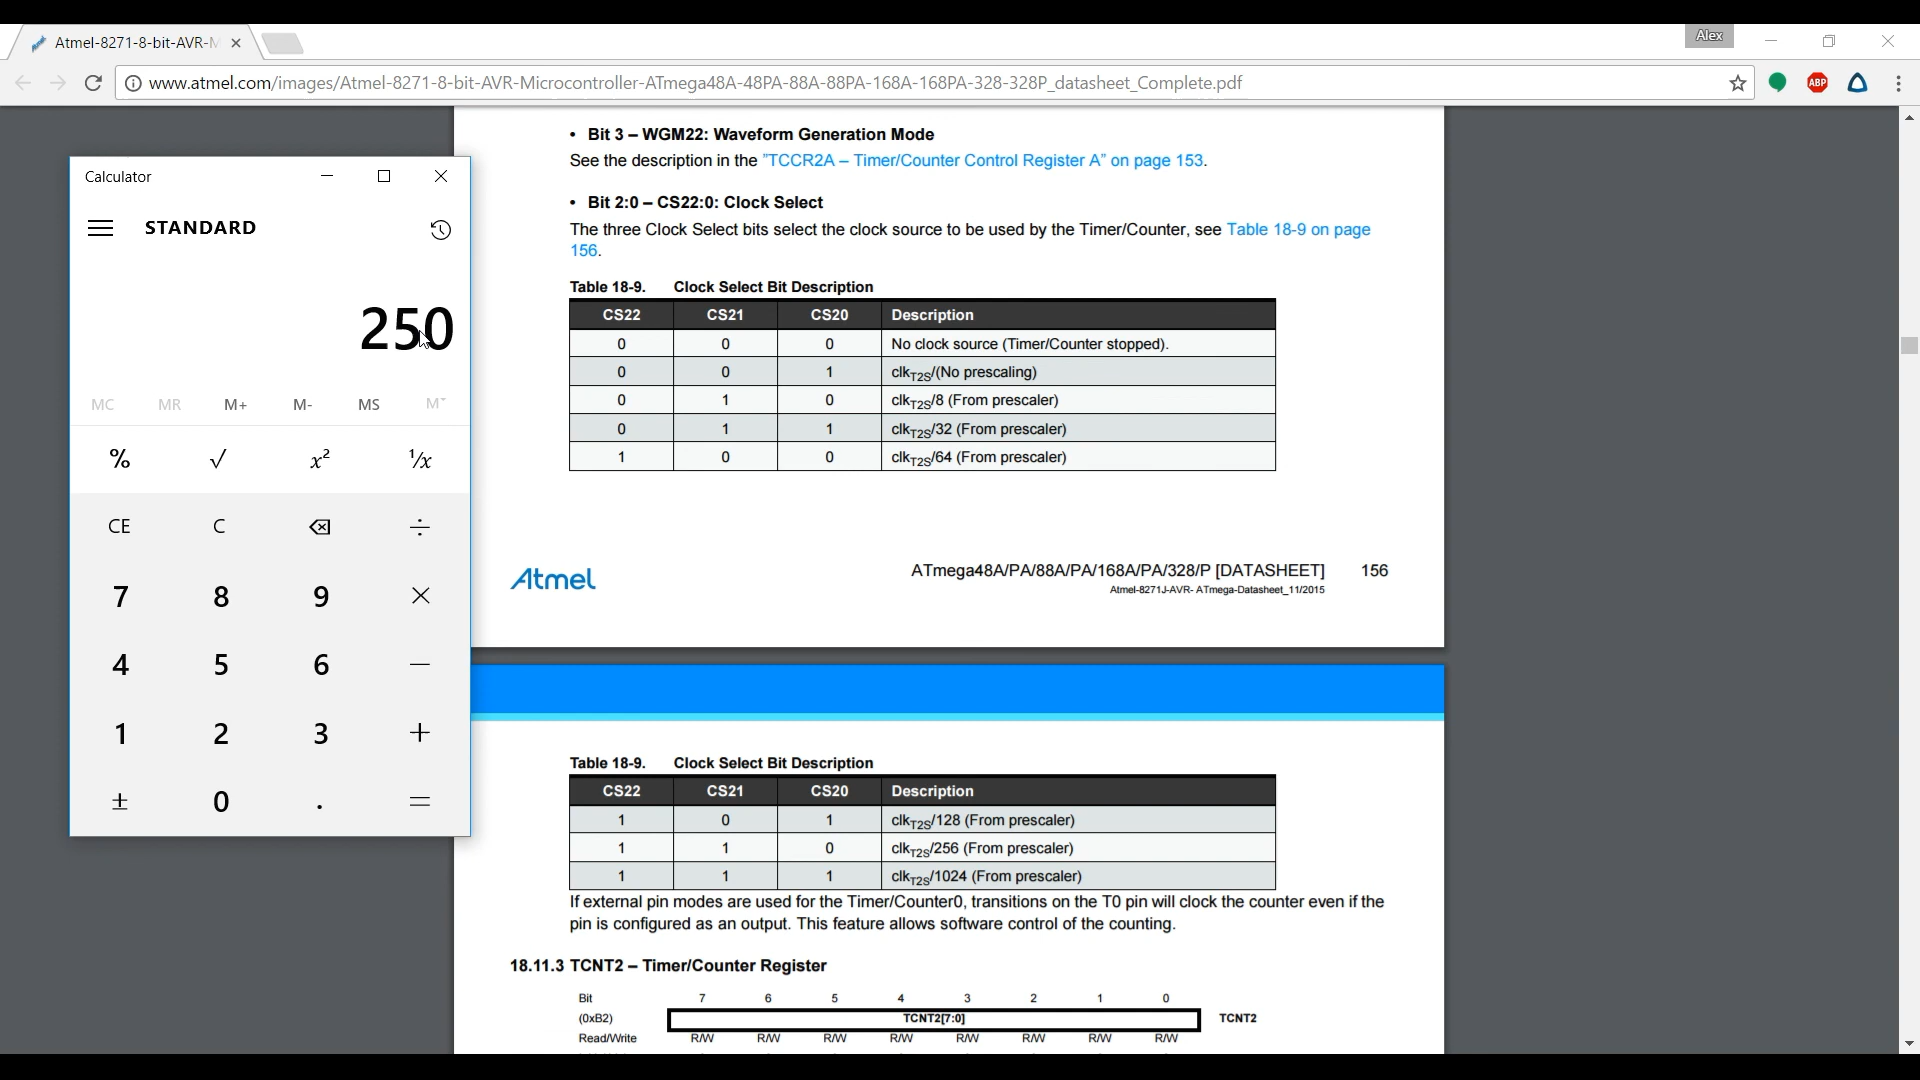 Atmel-8271-8-bit-AVR-M
Alex
www.atmel.com/images/Atmel-8271-8-bit-AVR-Microcontroller-ATmega48A-48PA-88A-88PA-168A-168PA-328-328P_datasheet_Complete.pdf
ABP
• Bit 3 – WGM22: Waveform Generation Mode
See the description in the "TCCR2A – Timer/Counter Control Register A" on page 153.
• Bit 2:0 – CS22:0: Clock Select
The three Clock Select bits select the clock source to be used by the Timer/Counter, see Table 18-9 on page
156.
Table 18-9. Clock Select Bit Description
CS22 CS21 CS20 Description
0 0 0 No clock source (Timer/Counter stopped).
0 0 1 clkT2S/(No prescaling)
0 1 0 clkT2S/8 (From prescaler)
0 1 1 clkT2S/32 (From prescaler)
1 0 0 clkT2S/64 (From prescaler)
Atmel
ATmega48A/PA/88A/PA/168A/PA/328/P [DATASHEET] 156
Atmel-8271J-AVR- ATmega-Datasheet_11/2015
Table 18-9. Clock Select Bit Description
CS22 CS21 CS20 Description
1 0 1 clkT2S/128 (From prescaler)
1 1 0 clkT2S/256 (From prescaler)
1 1 1 clkT2S/1024 (From prescaler)
If external pin modes are used for the Timer/Counter0, transitions on the T0 pin will clock the counter even if the
pin is configured as an output. This feature allows software control of the counting.
18.11.3 TCNT2 – Timer/Counter Register
Bit 7 6 5 4 3 2 1 0
(0xB2) TCNT2[7:0] TCNT2
Read/Write R/W R/W R/W R/W R/W R/W R/W R/W
Calculator
STANDARD
250
MC MR M+ M- MS M˅
% √ x² ¹/x
CE C ÷
7 8 9 ×
4 5 6 −
1 2 3 +
± 0 . =